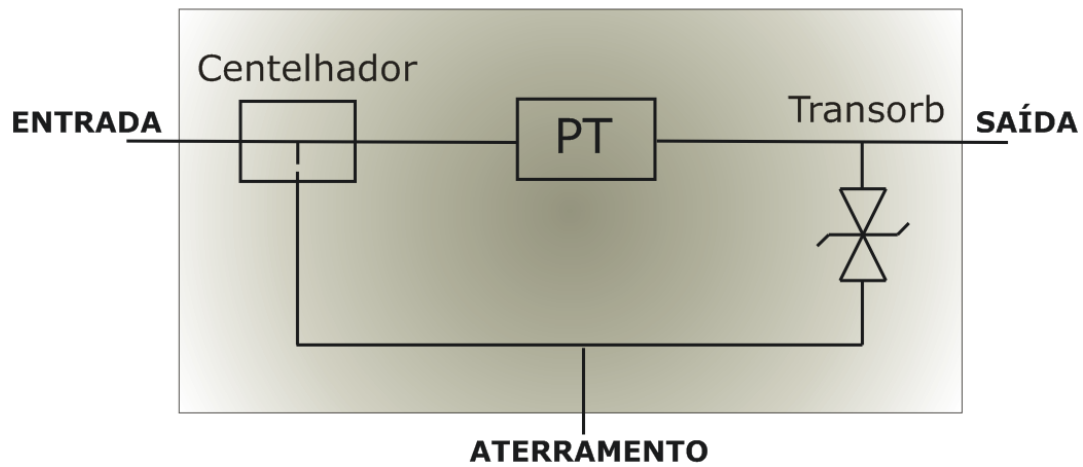 Centelhador
ENTRADA
PT
Transorb
SAÍDA
ATERRAMENTO